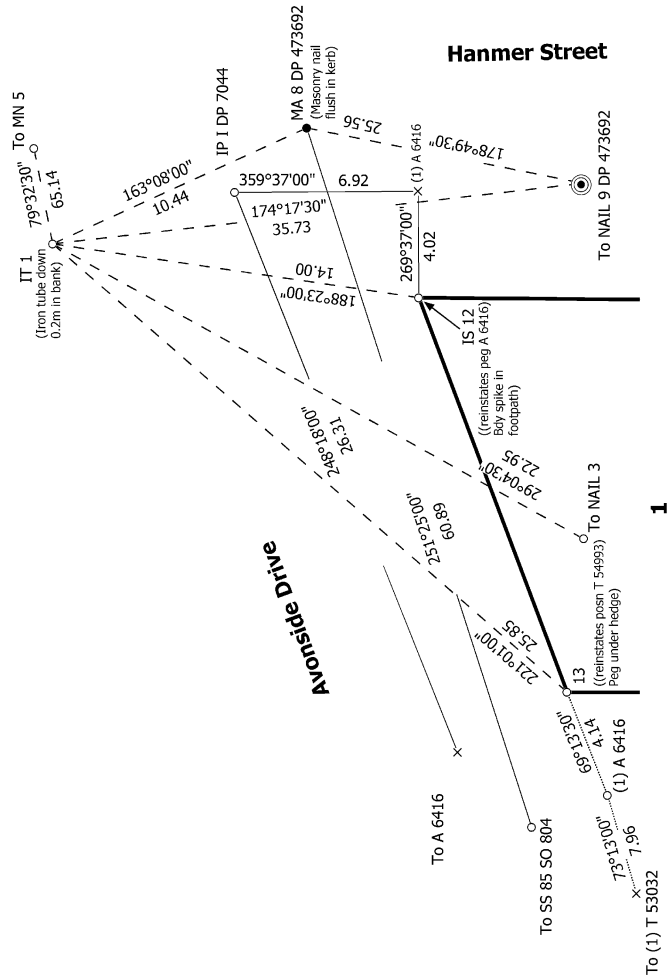 Hanmer Street
To MN 5
79°32'30"
65.14
IT 1
(Iron tube down
0.2m in bank)
163°08'00"
10.44
IP I DP 7044
MA 8 DP 473692
(Masonry nail
flush in kerb)
25.56
178°49'30"
359°37'00"
6.92
(1) A 6416
174°17'30"
35.73
To NAIL 9 DP 473692
269°37'00"
4.02
14.00
188°23'00"
IS 12
((reinstates peg A 6416)
Bdy spike in
footpath)
248°18'00"
26.31
22.95
29°04'30"
To NAIL 3
251°25'00"
60.89
Avonside Drive
221°01'00"
25.85
13
((reinstates posn T 54993)
Peg under hedge)
1
69°13'30"
4.14
(1) A 6416
To A 6416
To SS 85 SO 804
73°13'00"
7.96
To (1) T 53032